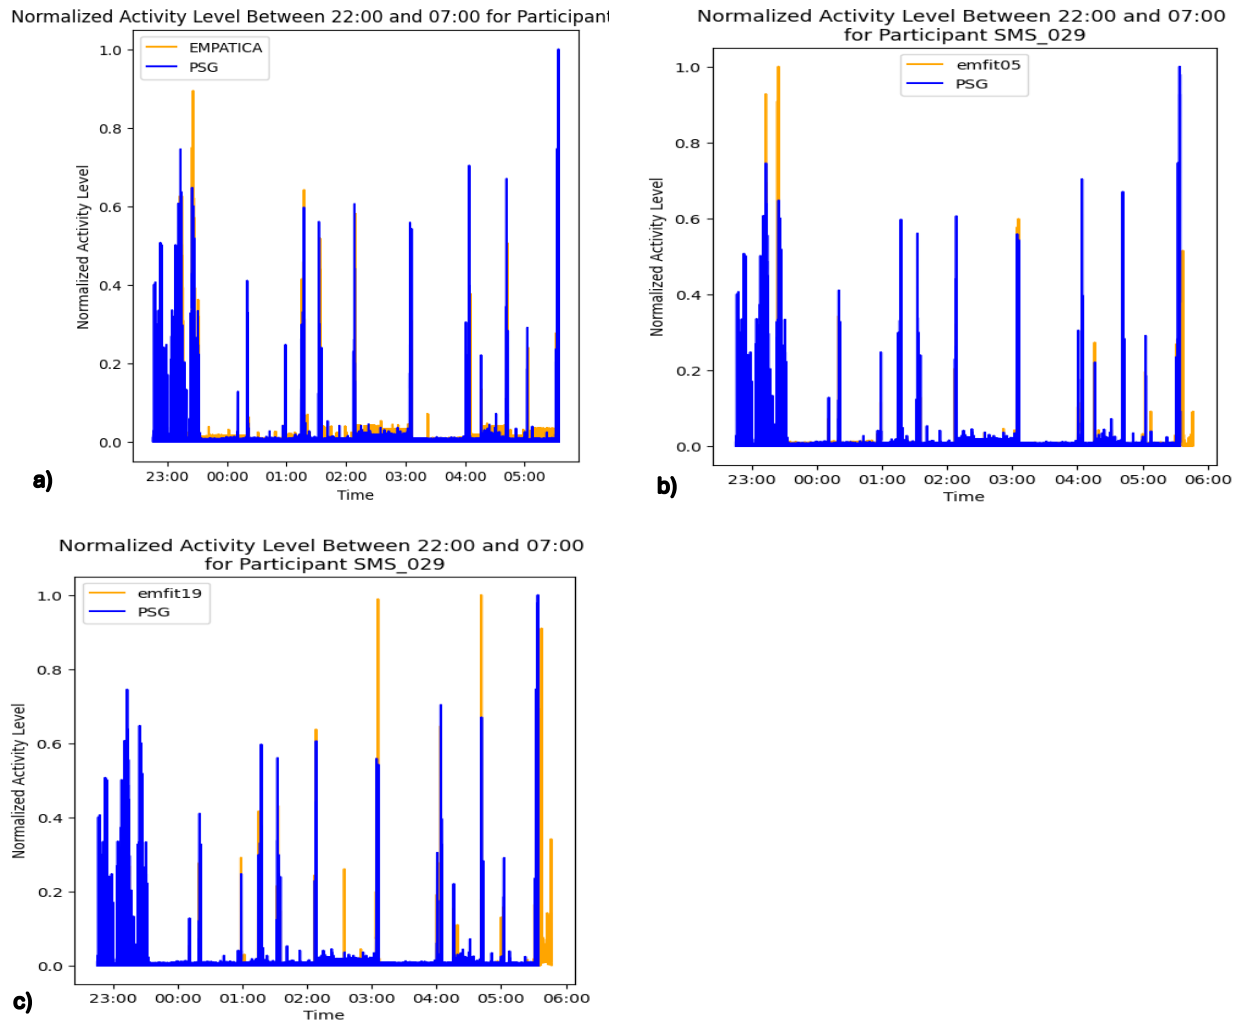 Normalized Activity Level Between 22:00 and 07:00 for Participant
EMPATICA
PSG
Normalized Activity Level
1.0
0.8
0.6
0.4
0.2
0.0
23:00 00:00 01:00 02:00 03:00 04:00 05:00
Time
a)
Normalized Activity Level Between 22:00 and 07:00
for Participant SMS_029
emfit05
PSG
Normalized Activity Level
1.0
0.8
0.6
0.4
0.2
0.0
23:00 00:00 01:00 02:00 03:00 04:00 05:00 06:00
Time
b)
Normalized Activity Level Between 22:00 and 07:00
for Participant SMS_029
emfit19
PSG
Normalized Activity Level
1.0
0.8
0.6
0.4
0.2
0.0
23:00 00:00 01:00 02:00 03:00 04:00 05:00 06:00
Time
c)